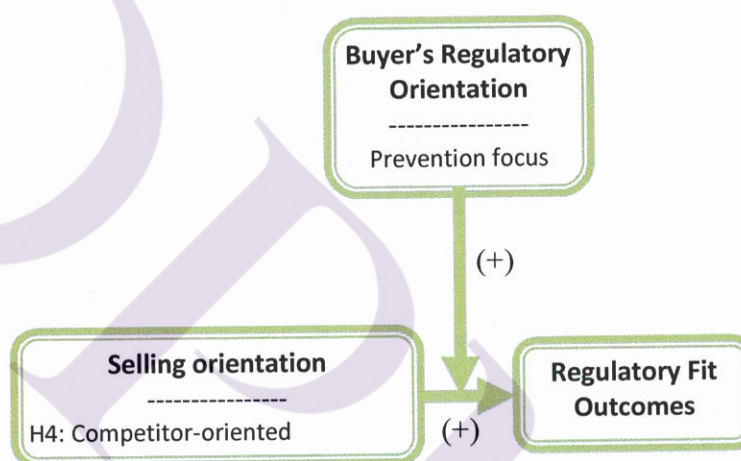 Buyer's Regulatory
Orientation
----------------
Prevention focus
(+)
Selling orientation
----------------
H4: Competitor-oriented
(+)
Regulatory Fit
Outcomes